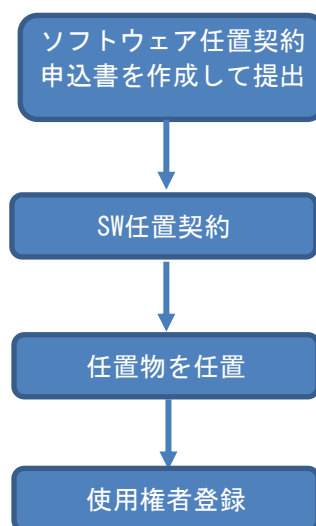 ソフトウェア任置契約
申込書を作成して提出
SW任置契約
任置物を任置
使用権者登録